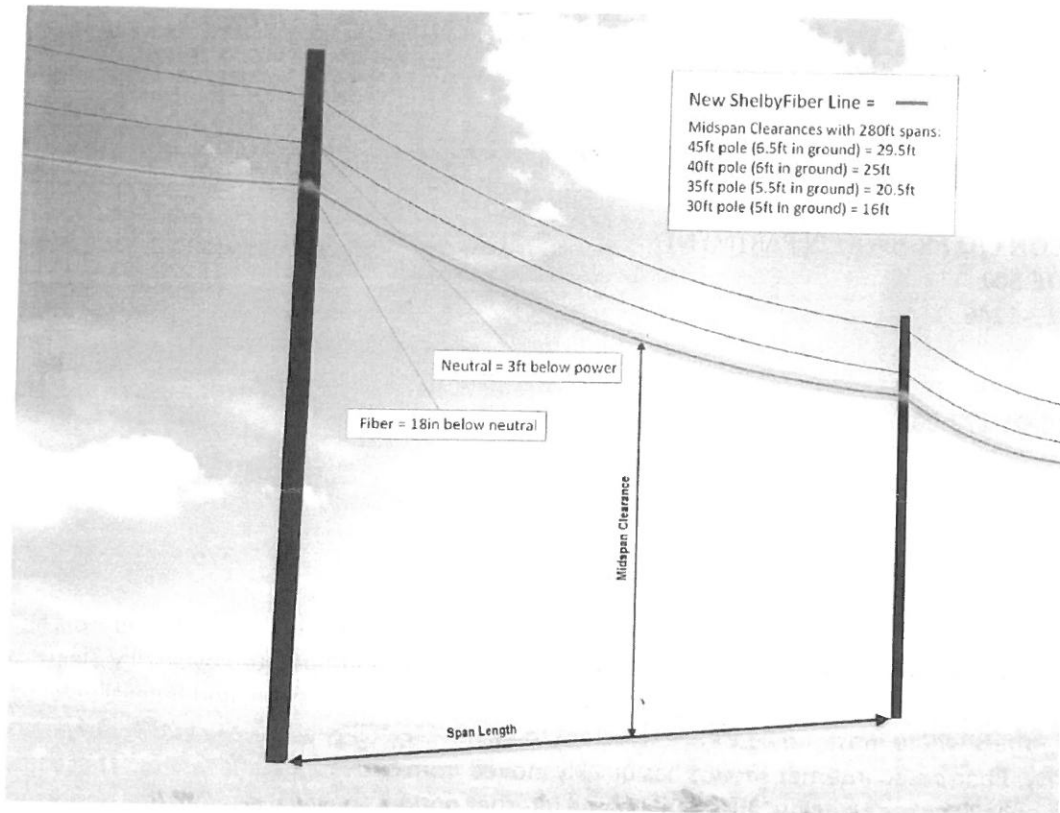 New ShelbyFiber Line =
Midspan Clearances with 280ft spans:
45ft pole (6.5ft in ground) = 29.5ft
40ft pole (6ft in ground) = 25ft
35ft pole (5.5ft in ground) = 20.5ft
30ft pole (5ft in ground) = 16ft
Neutral = 3ft below power
Fiber = 18in below neutral
Midspan Clearance
Span Length